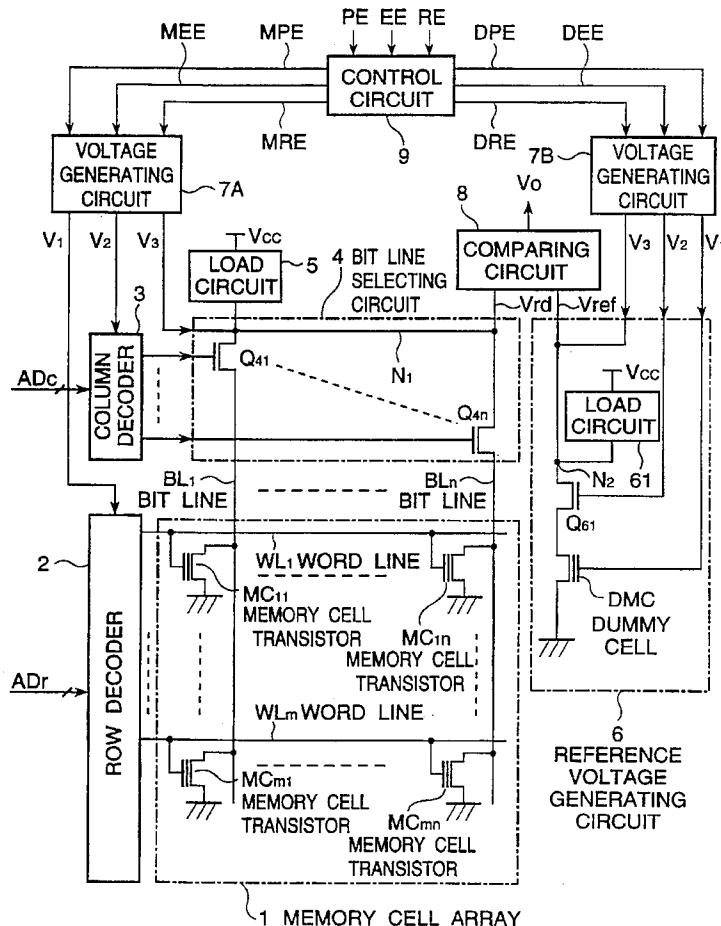 PE EE RE
MEE MPE DPE DEE
CONTROL CIRCUIT
9
MRE DRE
VOLTAGE GENERATING CIRCUIT
7A
7B
VOLTAGE GENERATING CIRCUIT
Vo
8
COMPARING CIRCUIT
V1 V2 V3
V3 V2
Vcc
LOAD CIRCUIT
5
4 BIT LINE SELECTING CIRCUIT
Vrd Vref
3
COLUMN DECODER
ADc
Q41
N1
Q4n
Vcc
LOAD CIRCUIT
61
N2
Q61
BL1
BIT LINE
BLn
BIT LINE
2
ROW DECODER
ADr
WL1 WORD LINE
MC11
MEMORY CELL
TRANSISTOR
MC1n
MEMORY CELL
TRANSISTOR
DMC
DUMMY
CELL
WLm WORD LINE
MCm1
MEMORY CELL
TRANSISTOR
MCmn
MEMORY CELL
TRANSISTOR
6
REFERENCE
VOLTAGE
GENERATING
CIRCUIT
1 MEMORY CELL ARRAY